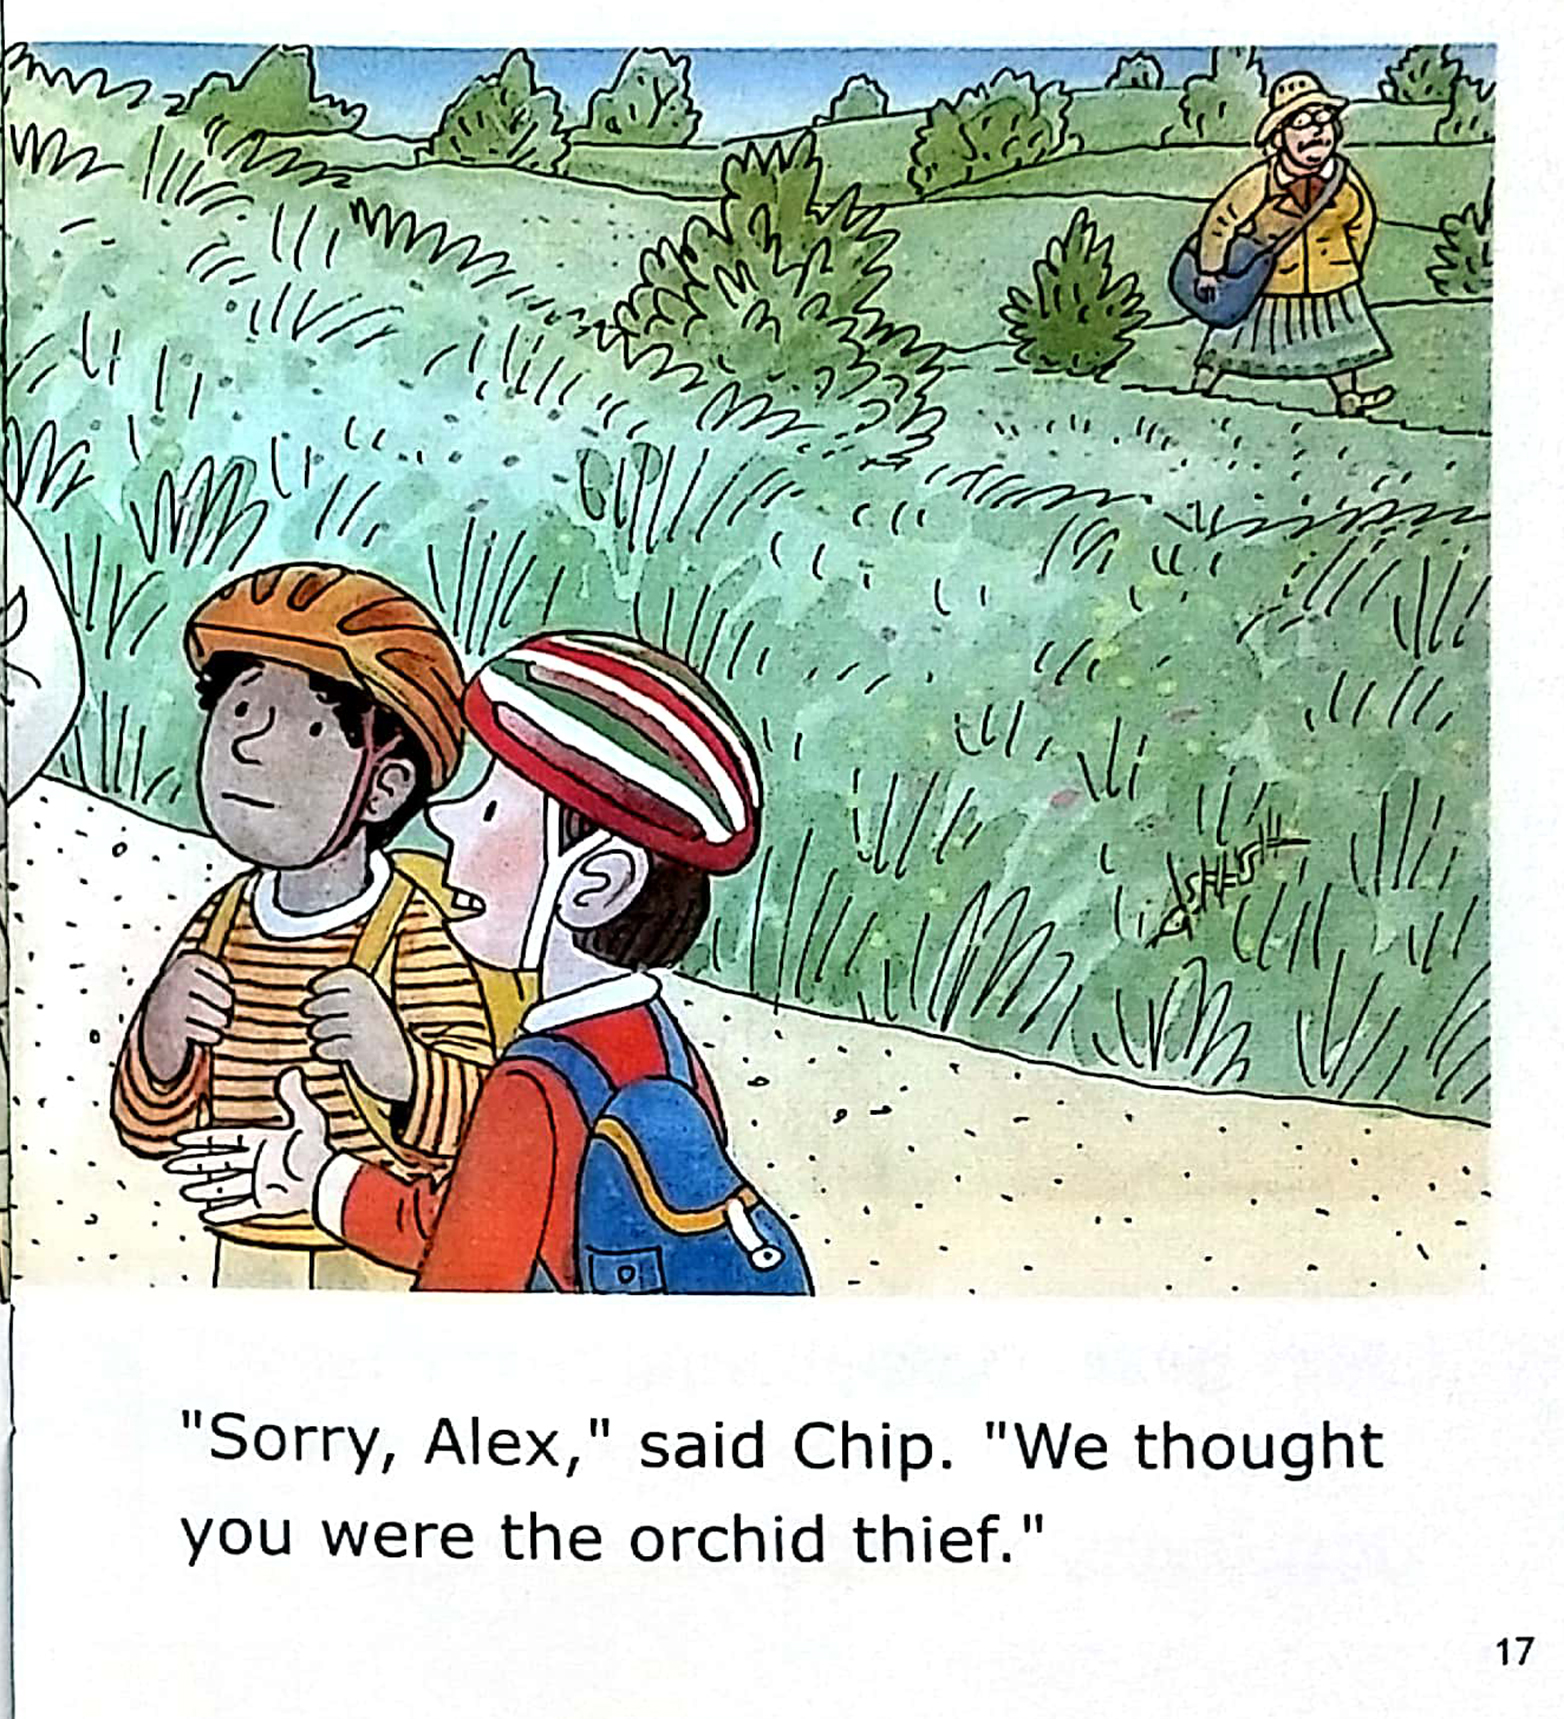 "Sorry, Alex," said Chip. "We thought
you were the orchid thief."
17